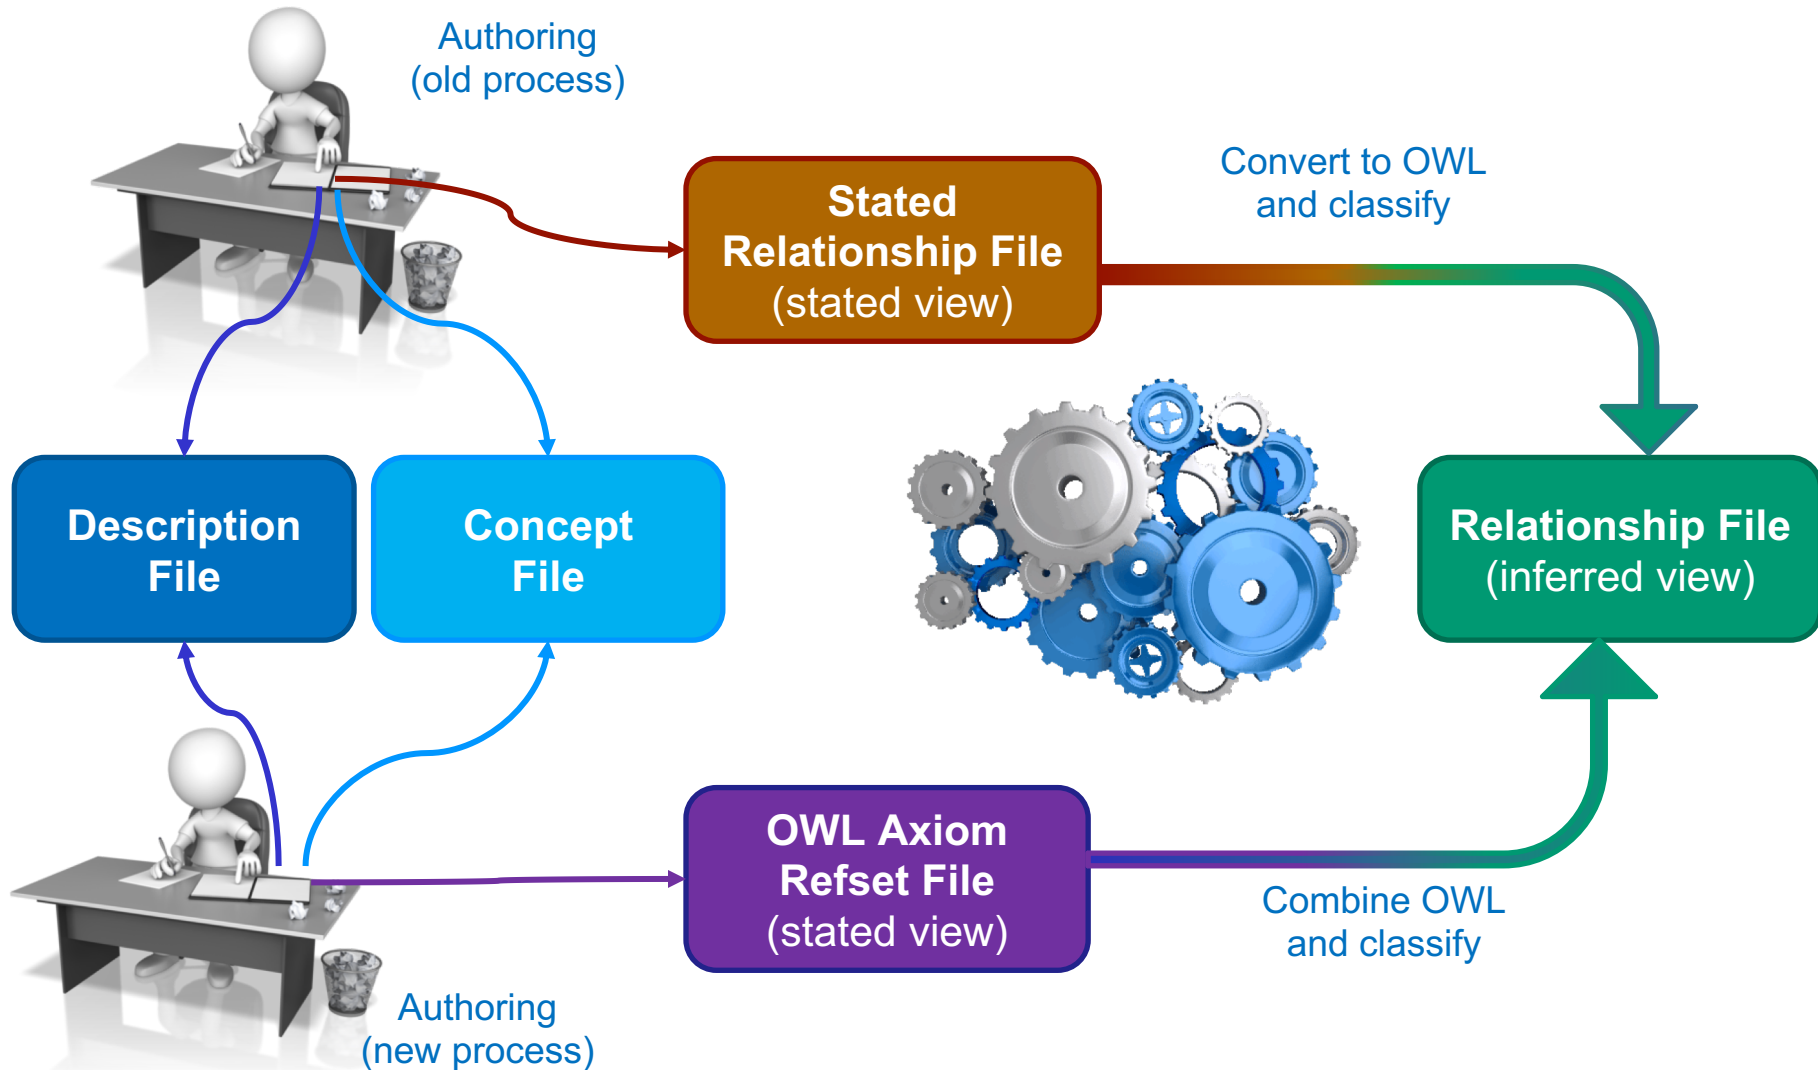 Authoring
(old process)
Stated
Relationship File
(stated view)
Convert to OWL
and classify
Description
File
Concept
File
Relationship File
(inferred view)
OWL Axiom
Refset File
(stated view)
Combine OWL
and classify
Authoring
(new process)